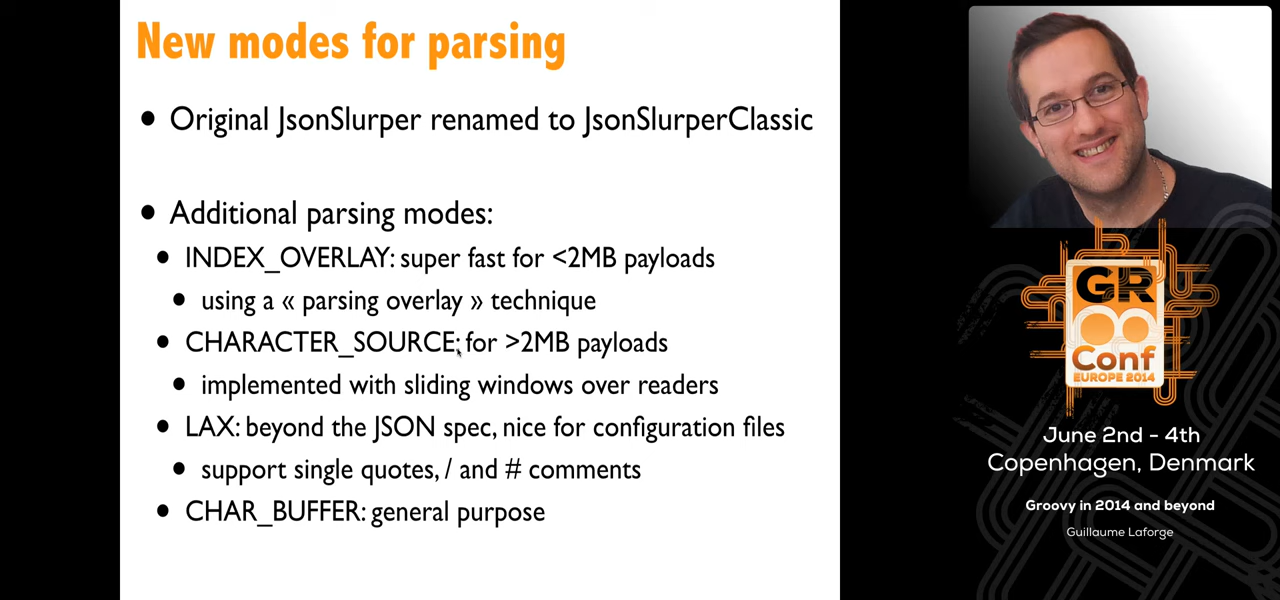 New modes for parsing
• Original JsonSlurper renamed to JsonSlurperClassic
• Additional parsing modes:
• INDEX_OVERLAY: super fast for <2MB payloads
• using a « parsing overlay » technique
• CHARACTER_SOURCE: for >2MB payloads
• implemented with sliding windows over readers
• LAX: beyond the JSON spec, nice for configuration files
• support single quotes, / and # comments
• CHAR_BUFFER: general purpose
GR
Conf
EUROPE 2014
June 2nd - 4th
Copenhagen, Denmark
Groovy in 2014 and beyond
Guillaume Laforge